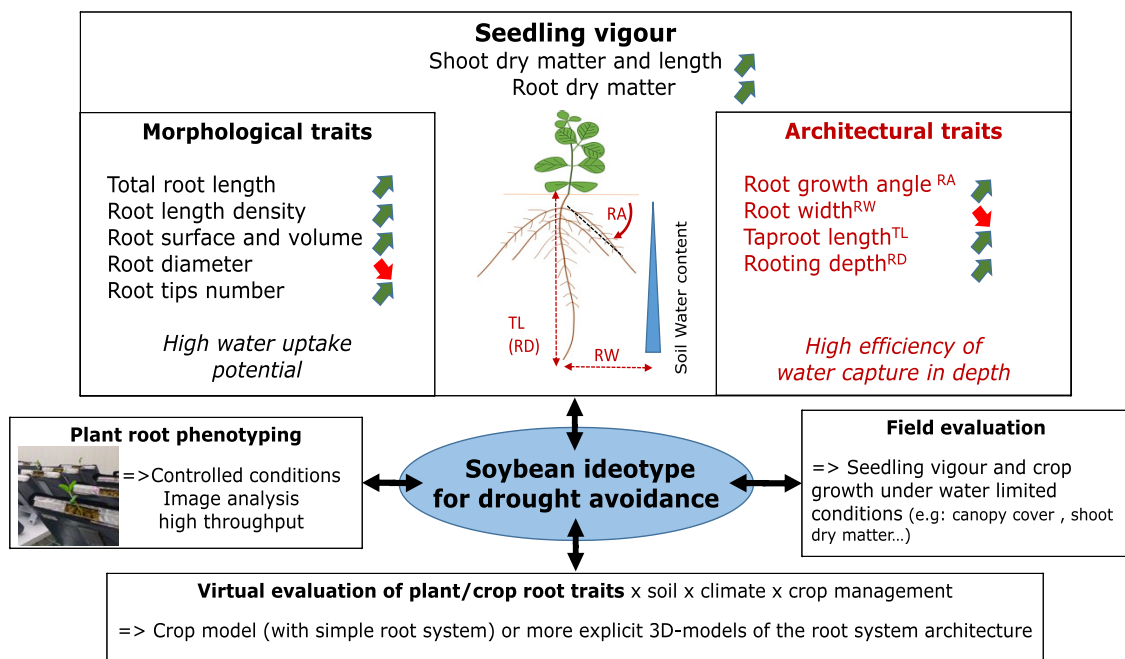 Seedling vigour
Shoot dry matter and length
Root dry matter
Morphological traits
Total root length
Root length density
Root surface and volume
Root diameter
Root tips number
High water uptake
potential
RA
TL
(RD)
RW
Soil Water content
Architectural traits
Root growth angle RA
Root widthRW
Taproot lengthTL
Rooting depthRD
High efficiency of
water capture in depth
Plant root phenotyping
=>Controlled conditions
Image analysis
high throughput
Soybean ideotype
for drought avoidance
Field evaluation
=> Seedling vigour and crop
growth under water limited
conditions (e.g: canopy cover , shoot
dry matter…)
Virtual evaluation of plant/crop root traits x soil x climate x crop management
=> Crop model (with simple root system) or more explicit 3D-models of the root system architecture